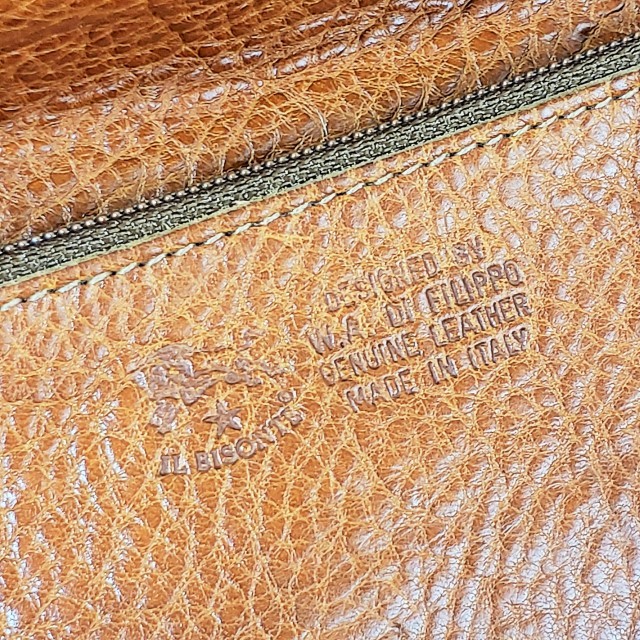 IL BISONTE
DESIGNED BY
W.F. DI FILIPPO
GENUINE LEATHER
MADE IN ITALY